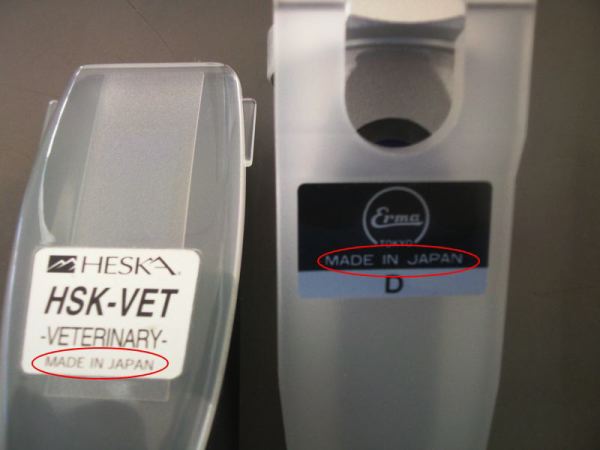 HESKA
HSK-VET
-VETERINARY-
MADE IN JAPAN
Erma
TOKYO
MADE IN JAPAN
D